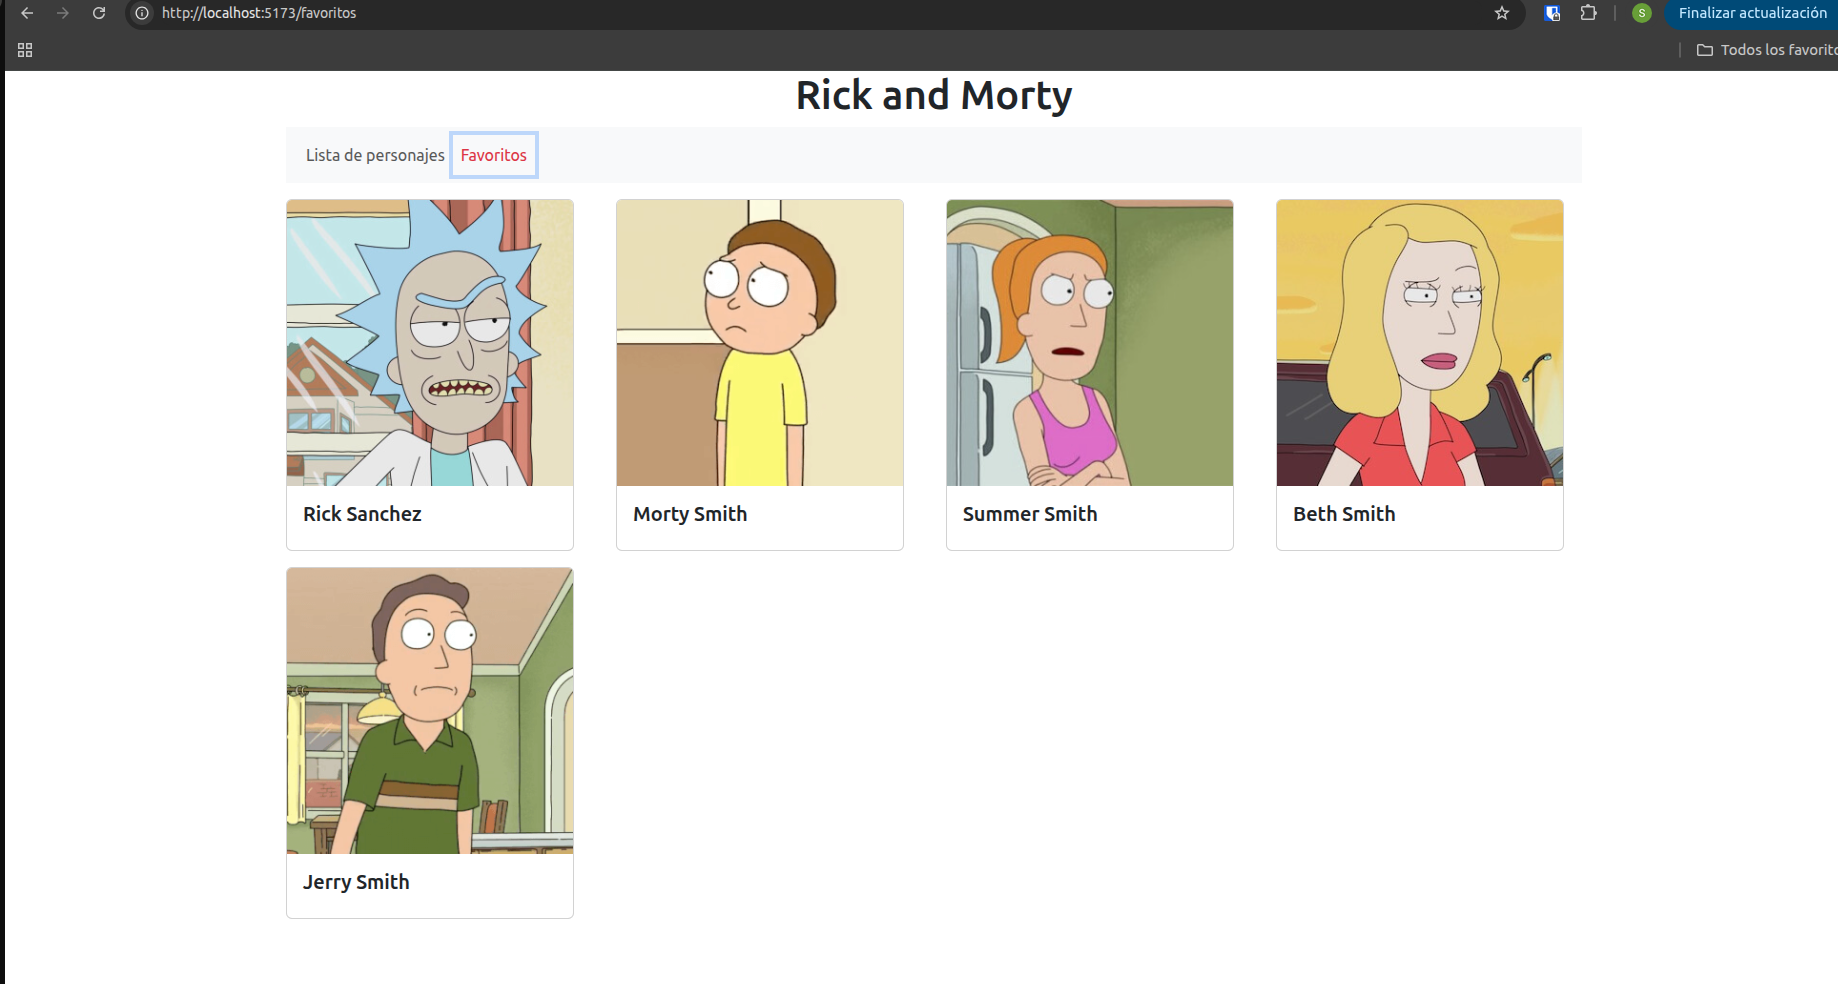 http://localhost:5173/favoritos
S
Finalizar actualización
Todos los favorito
Rick and Morty
Lista de personajes Favoritos
Rick Sanchez
Morty Smith
Summer Smith
Beth Smith
Jerry Smith